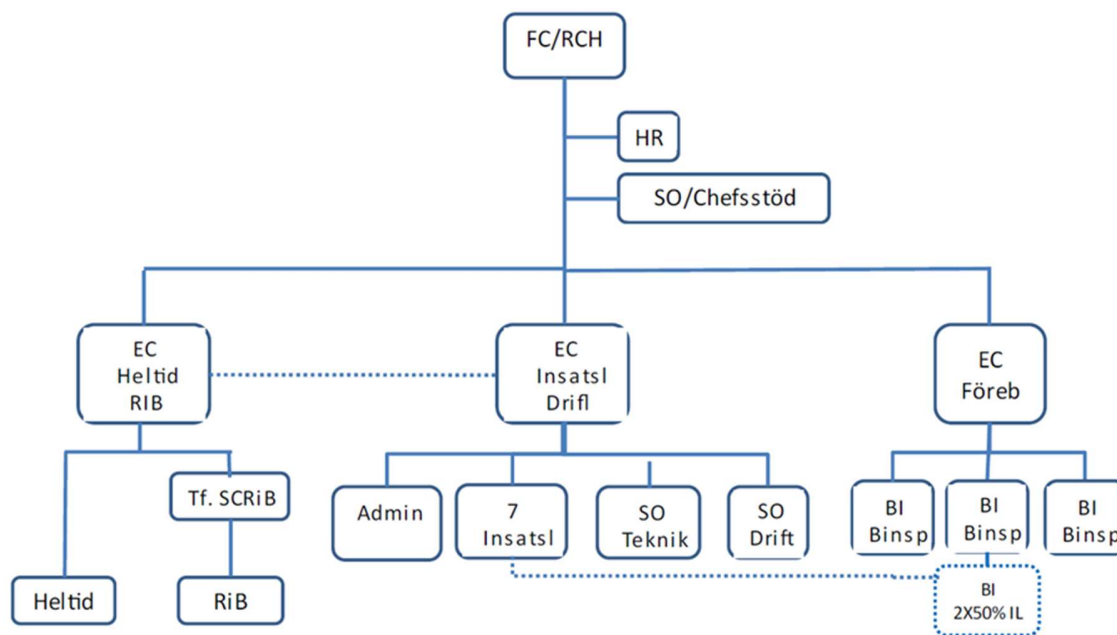 FC/RCH
HR
SO/Chefsstöd
EC
Heltid
RIB
EC
Insatsl
Drifl
EC
Föreb
Admin
7
Insatsl
SO
Teknik
SO
Drift
BI
Binsp
BI
Binsp
BI
Binsp
Tf. SCRiB
Heltid
RiB
BI
2X50% IL